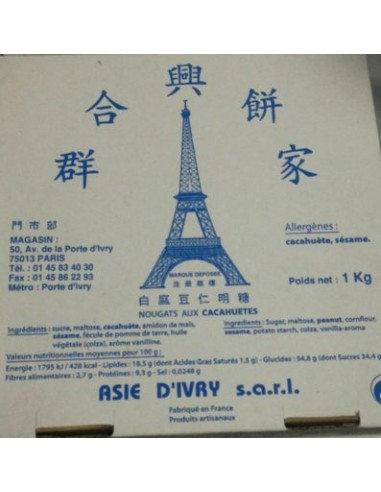 群合興餅家
門市部
MAGASIN :
50, Av. de la Porte d'Ivry
75013 PARIS
Tél. : 01 45 83 40 30
Fax : 01 45 86 22 93
Métro : Porte d'Ivry
Allergènes :
cacahuète, sésame.
Poids net : 1 Kg
MARQUE DEPOSEE
白麻豆仁明糖
NOUGATS AUX CACAHUETES
Ingrédients : sucre, maltose, cacahuète, amidon de maïs,
sésame, fécule de pomme de terre, huile
végétale (colza), arôme vanilline.
Ingredients : Sugar, maltose, peanut, cornflour,
sesame, potato starch, colza, vanilla-aroma
Valeurs nutritionnelles moyennes pour 100 g :
Energie : 1795 kJ / 428 kcal - Lipides : 18,5 g (dont Acides Gras Saturés 1,5 g) - Glucides : 54,8 g (dont Sucres 34,4 g)
Fibres alimentaires : 2,7 g - Protéines : 9,3 g - Sel : 0,0248 g
ASIE D'IVRY s.a.r.l.
Fabriqué en France
Produits artisanaux